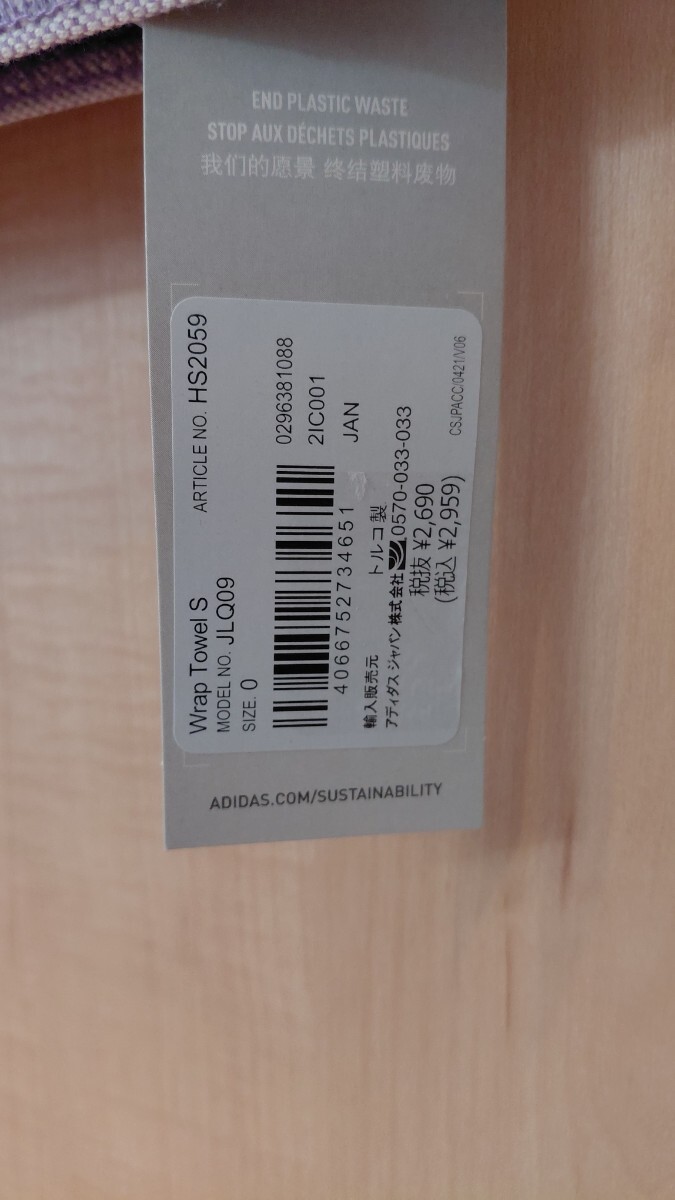 END PLASTIC WASTE
STOP AUX DÉCHETS PLASTIQUES
我们的愿景 终结塑料废物
Wrap Towel S
MODEL NO. JLQ09
ARTICLE NO. HS2059
SIZE. 0
0296381088
2IC001
JAN
4066752734651
トルコ製
輸入販売元
アディダス ジャパン 株式会社 0570-033-033
税抜 ¥2,690
(税込 ¥2,959)
CSJPACC/0421/V06
ADIDAS.COM/SUSTAINABILITY